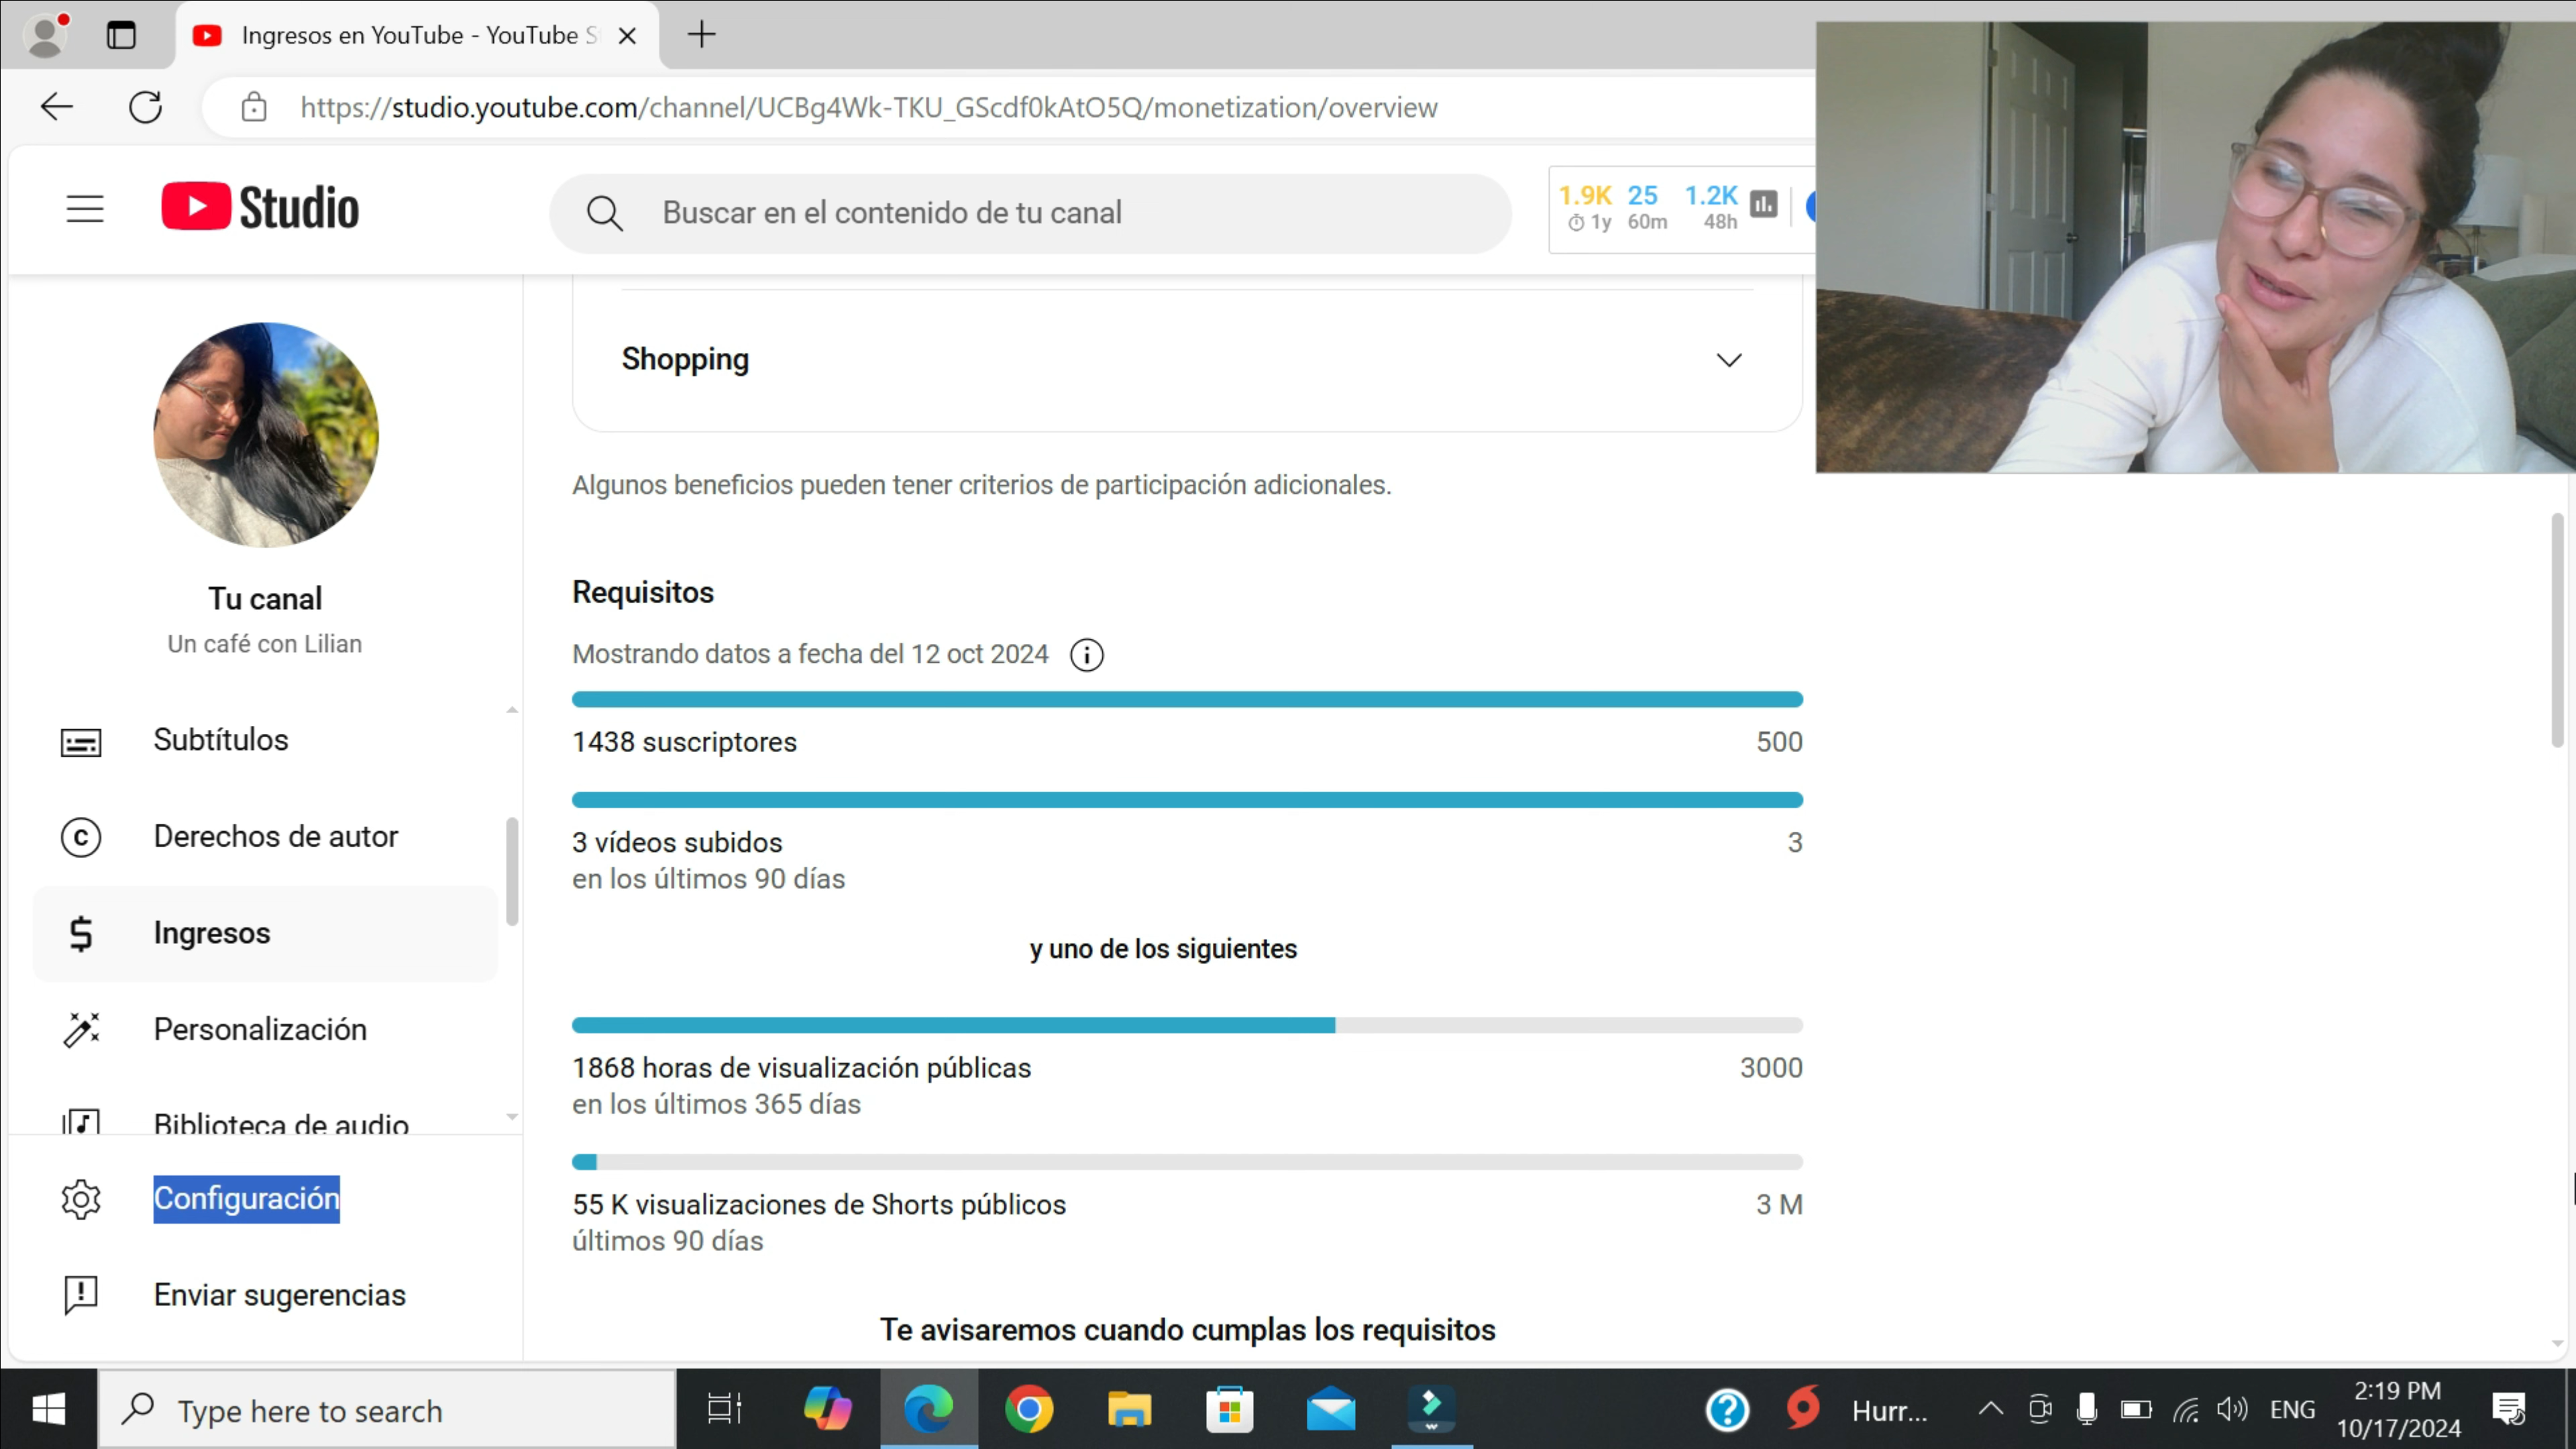 Ingresos en YouTube - YouTube S
https://studio.youtube.com/channel/UCBg4Wk-TKU_GScdf0kAtO5Q/monetization/overview
Studio
Buscar en el contenido de tu canal
1.9K 25 1.2K
1y 60m 48h
Shopping
Algunos beneficios pueden tener criterios de participación adicionales.
Tu canal
Un café con Lilian
Subtítulos
Derechos de autor
Ingresos
Personalización
Biblioteca de audio
Configuración
Enviar sugerencias
Requisitos
Mostrando datos a fecha del 12 oct 2024
1438 suscriptores 500
3 vídeos subidos 3
en los últimos 90 días
y uno de los siguientes
1868 horas de visualización públicas 3000
en los últimos 365 días
55 K visualizaciones de Shorts públicos 3 M
últimos 90 días
Te avisaremos cuando cumplas los requisitos
Type here to search
Hurr...
ENG
2:19 PM
10/17/2024